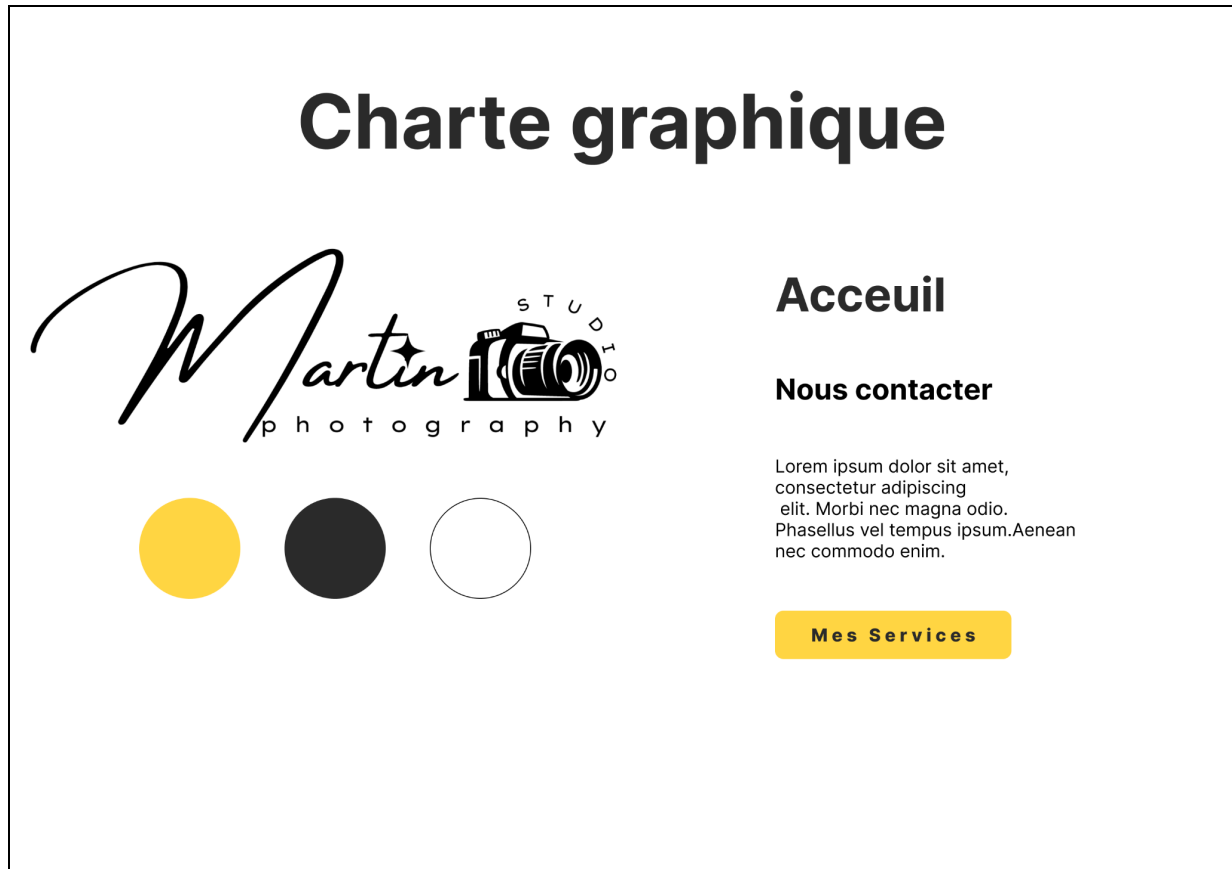 Charte graphique
Martin
STUDIO
photography
Acceuil
Nous contacter
Lorem ipsum dolor sit amet,
consectetur adipiscing
elit. Morbi nec magna odio.
Phasellus vel tempus ipsum.Aenean
nec commodo enim.
Mes Services